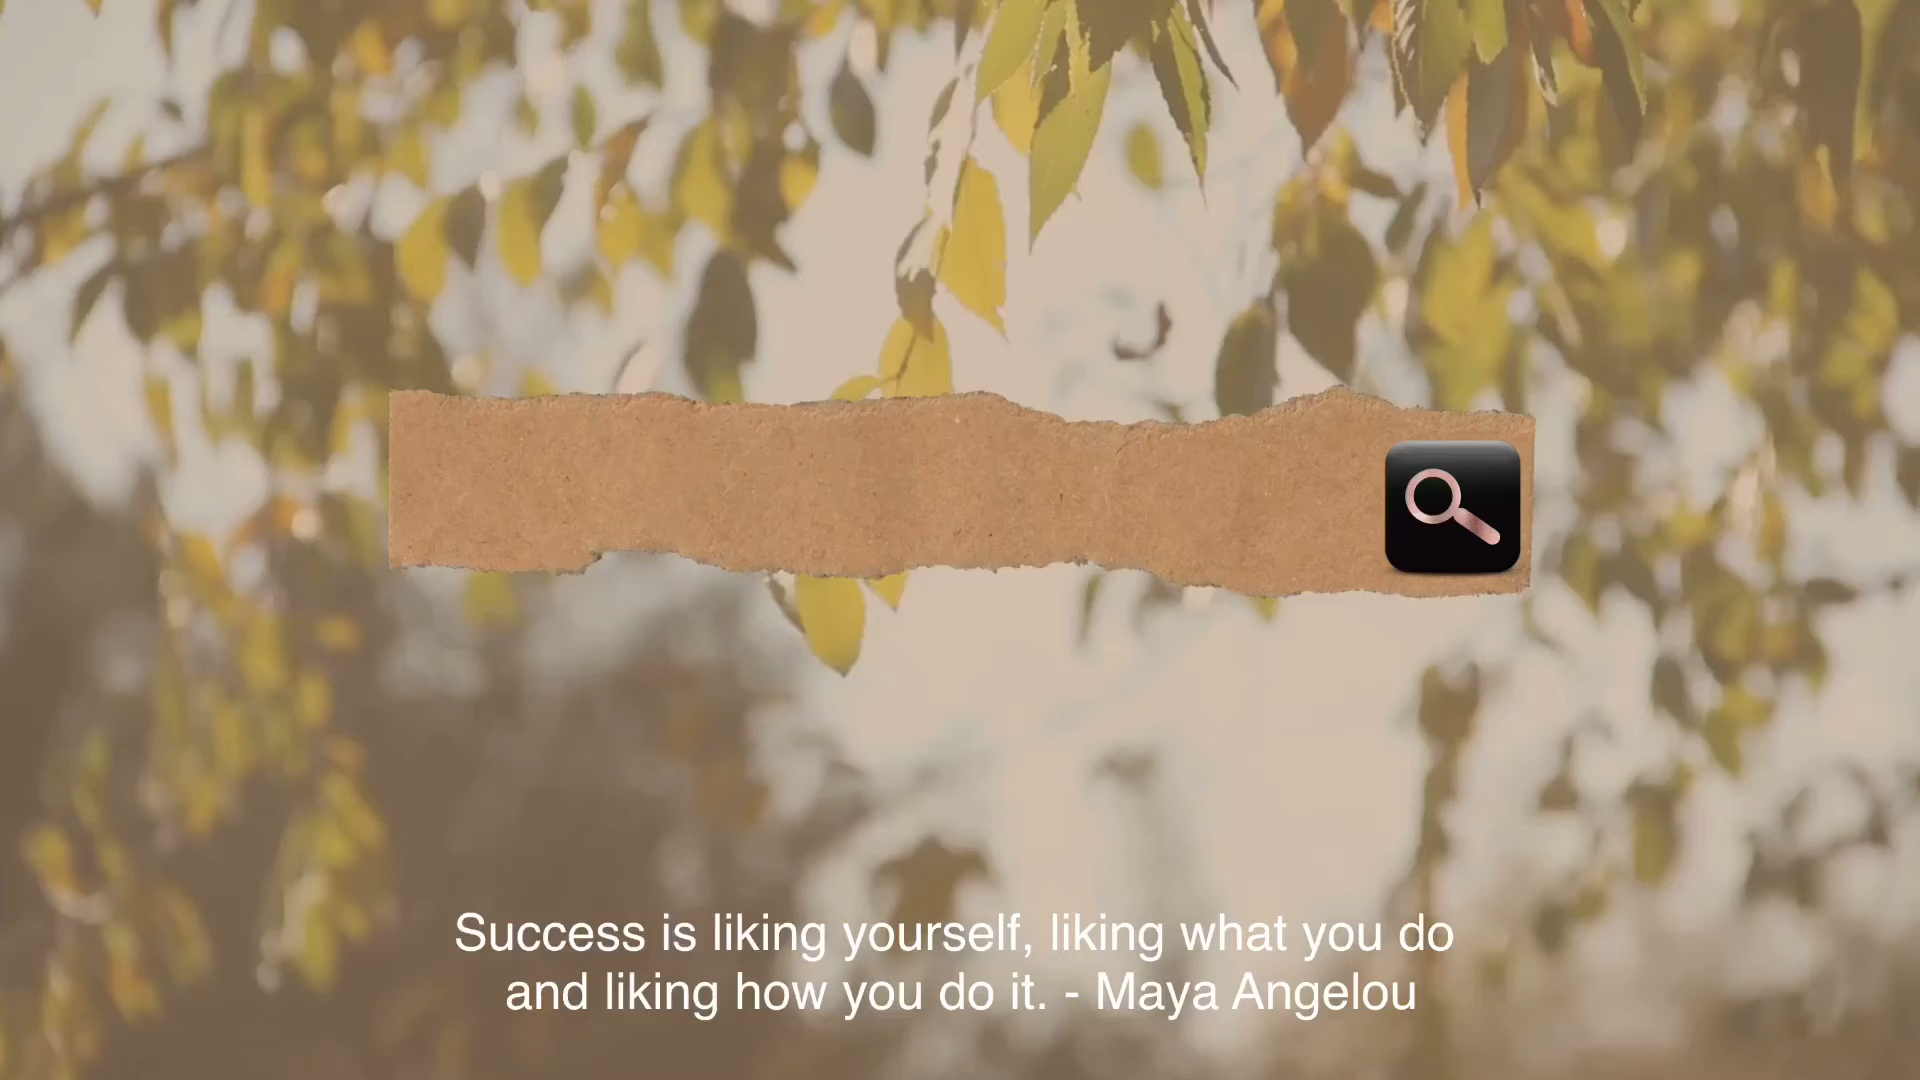 Success is liking yourself, liking what you do
and liking how you do it. - Maya Angelou